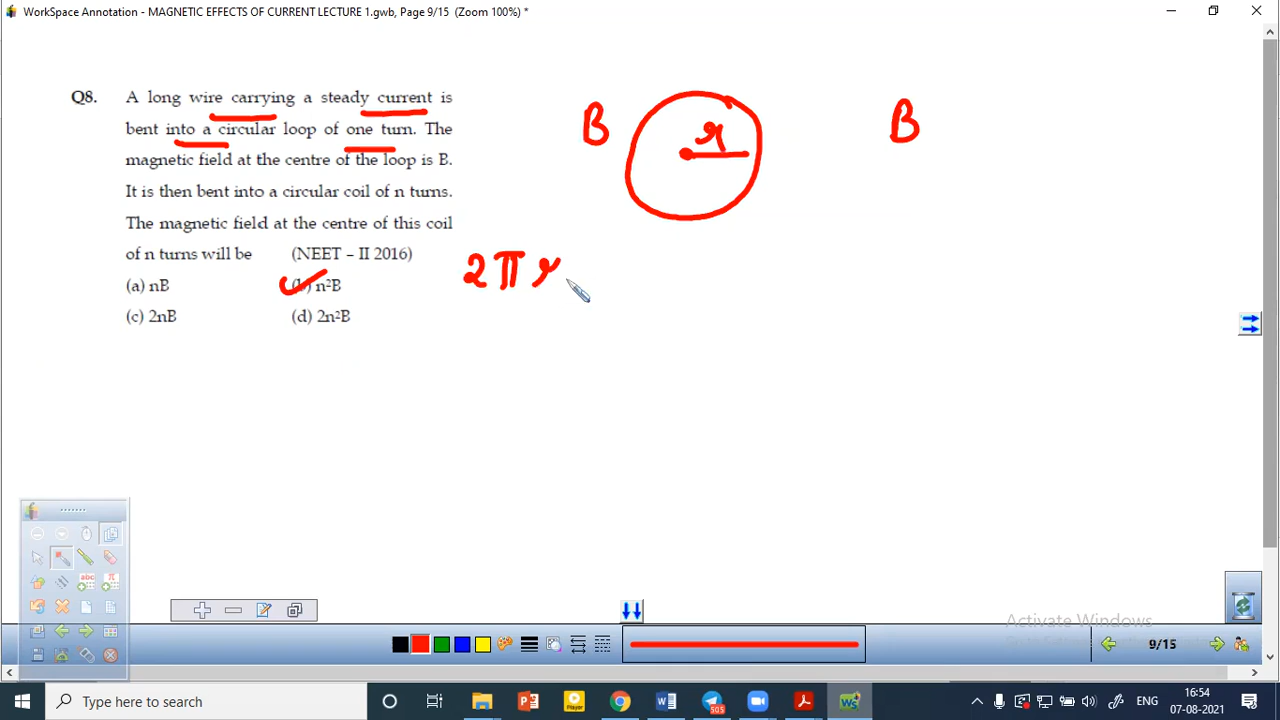 WorkSpace Annotation - MAGNETIC EFFECTS OF CURRENT LECTURE 1.gwb, Page 9/15 (Zoom 100%) *
Q8. A long wire carrying a steady current is
bent into a circular loop of one turn. The
magnetic field at the centre of the loop is B.
It is then bent into a circular coil of n turns.
The magnetic field at the centre of this coil
of n turns will be (NEET – II 2016)
(a) nB (b) n²B
(c) 2nB (d) 2n²B
B r B
2πr
abc π
Activate Windows
9/15
Type here to search
Player
SOS
ENG
16:54
07-08-2021